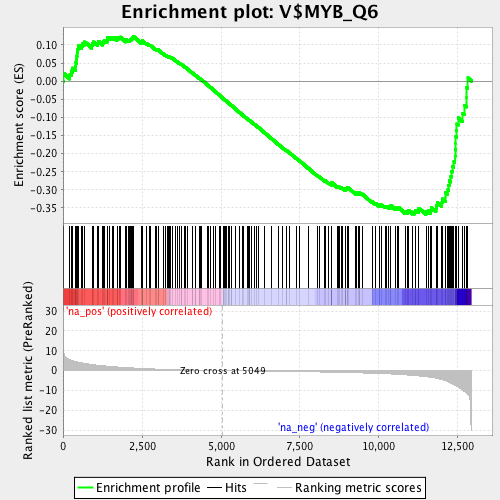 Enrichment plot: V$MYB_Q6
Enrichment score (ES)
0.10
0.05
0.00
-0.05
-0.10
-0.15
-0.20
-0.25
-0.30
-0.35
Ranked list metric (PreRanked)
30
20
10
0
-10
-20
-30
'na_pos' (positively correlated)
Zero cross at 5049
'na_neg' (negatively correlated)
0
2,500
5,000
7,500
10,000
12,500
Rank in Ordered Dataset
Enrichment profile
Hits
Ranking metric scores